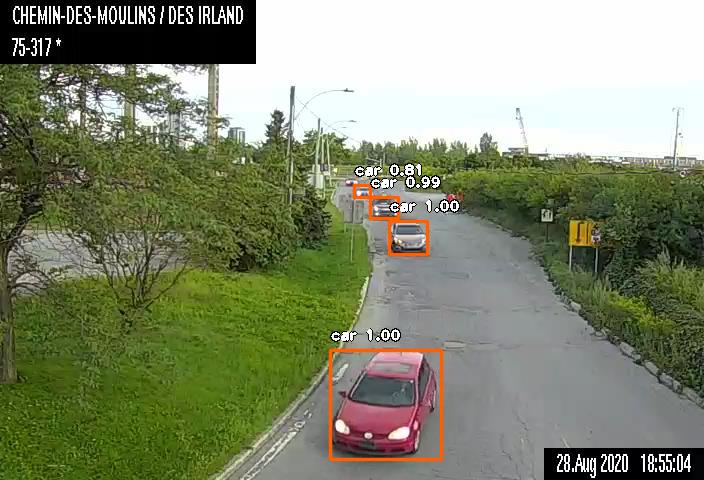 CHEMIN-DES-MOULINS / DES IRLAND
75-317 *
car 0.81
car 0.99
car 1.00
car 1.00
28.Aug 2020 18:55:04